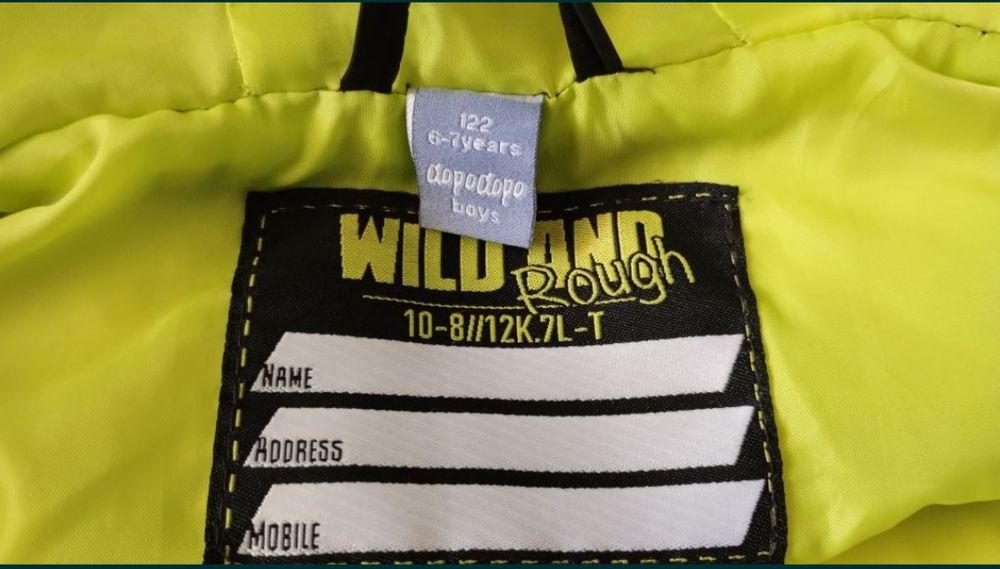 122
6-7years
dopodopo
boys
WILD AND
Rough
10-8//12K.7L-T
NAME
ADDRESS
MOBILE